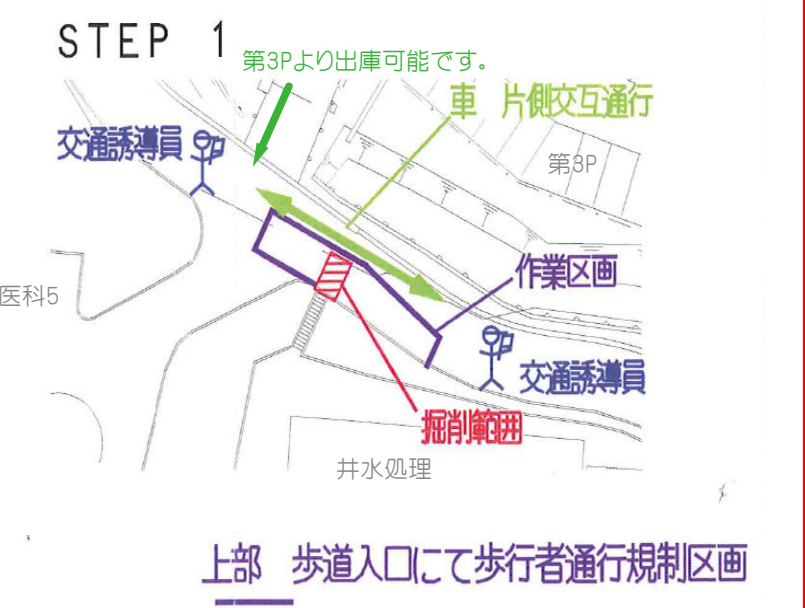 STEP 1
第3Pより出庫可能です。
車 片側交互通行
交通誘導員
第3P
作業区画
医科5
交通誘導員
掘削範囲
井水処理
上部 歩道入口にて歩行者通行規制区画